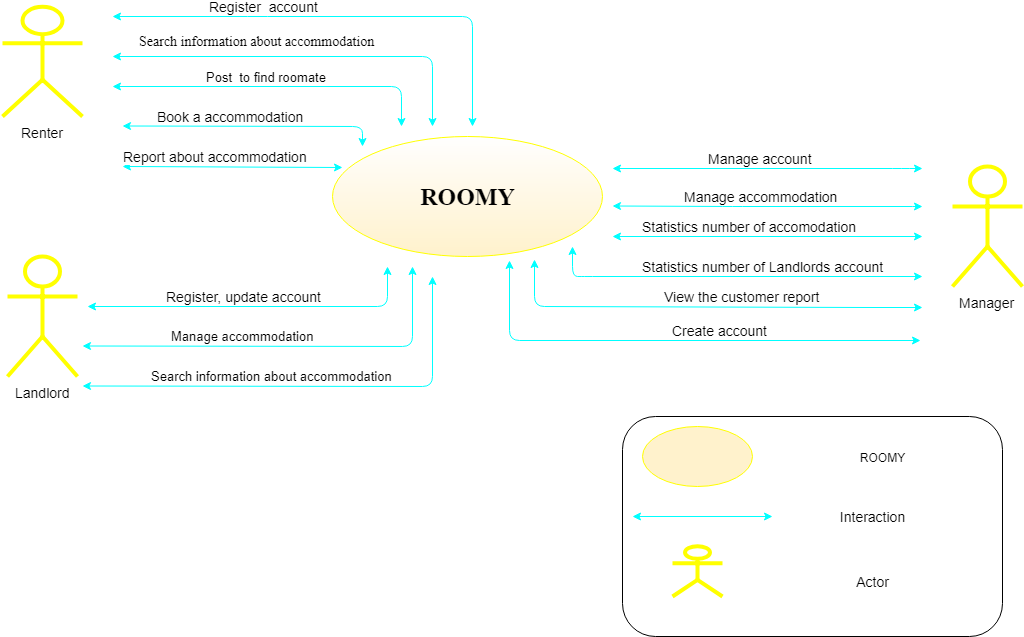 Register  account
Search information about accommodation
Post  to find roomate
Book a accommodation
Report about accommodation
Renter
ROOMY
Manage account
Manage accommodation
Statistics number of accomodation
Statistics number of Landlords account
View the customer report
Create account
Manager
Register, update account
Manage accommodation
Search information about accommodation
Landlord
ROOMY
Interaction
Actor